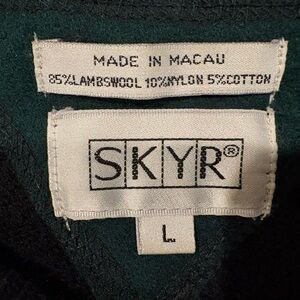 MADE IN MACAU
85%LAMBSWOOL 10%NYLON 5%COTTON
SKYR®
L